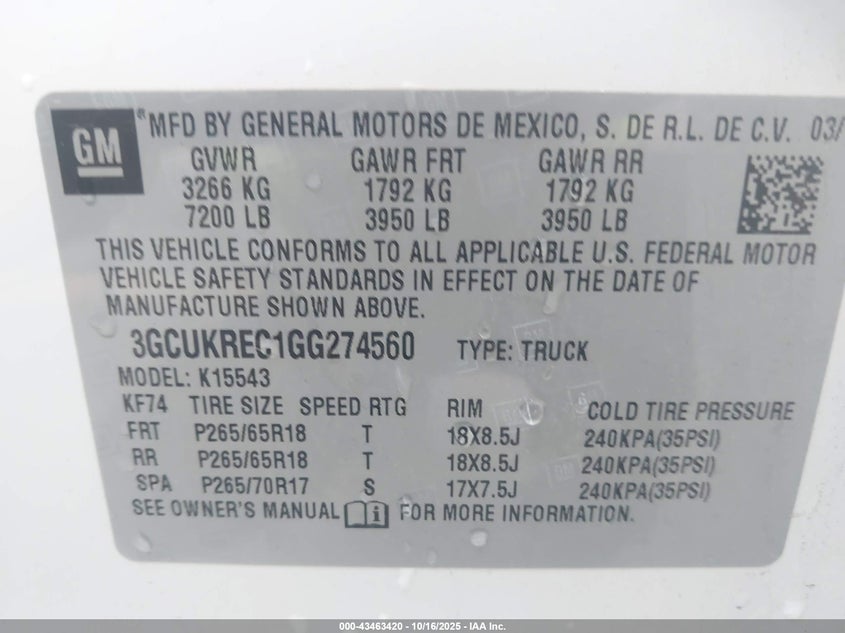 GM
®MFD BY GENERAL MOTORS DE MEXICO, S. DE R.L. DE C.V. 03/
GVWR GAWR FRT GAWR RR
3266 KG 1792 KG 1792 KG
7200 LB 3950 LB 3950 LB
THIS VEHICLE CONFORMS TO ALL APPLICABLE U.S. FEDERAL MOTOR
VEHICLE SAFETY STANDARDS IN EFFECT ON THE DATE OF
MANUFACTURE SHOWN ABOVE.
3GCUKREC1GG274560 TYPE: TRUCK
MODEL: K15543
KF74 TIRE SIZE SPEED RTG RIM COLD TIRE PRESSURE
FRT P265/65R18 T 18X8.5J 240KPA(35PSI)
RR P265/65R18 T 18X8.5J 240KPA(35PSI)
SPA P265/70R17 S 17X7.5J 240KPA(35PSI)
SEE OWNER'S MANUAL i FOR MORE INFORMATION.
000-43463420 - 10/16/2025 - IAA Inc.